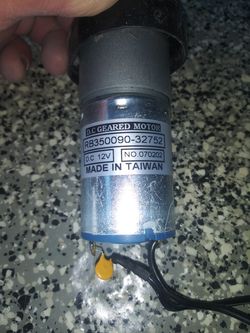 D.C GEARED MOTOR
RB350090-32752
D.C 12V NO.070202
MADE IN TAIWAN